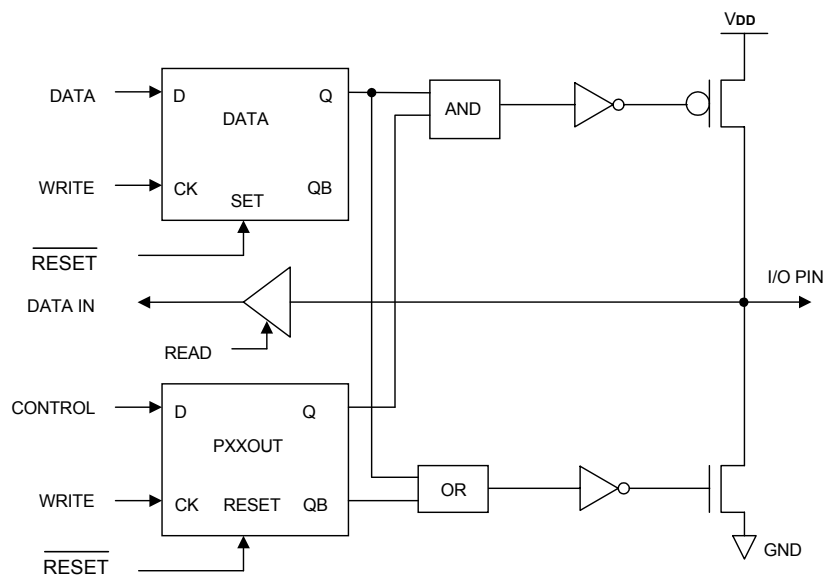 VDD
DATA
D
Q
DATA
AND
WRITE
CK
QB
SET
RESET
I/O PIN
DATA IN
READ
CONTROL
D
Q
PXXOUT
OR
WRITE
CK
RESET
QB
RESET
GND